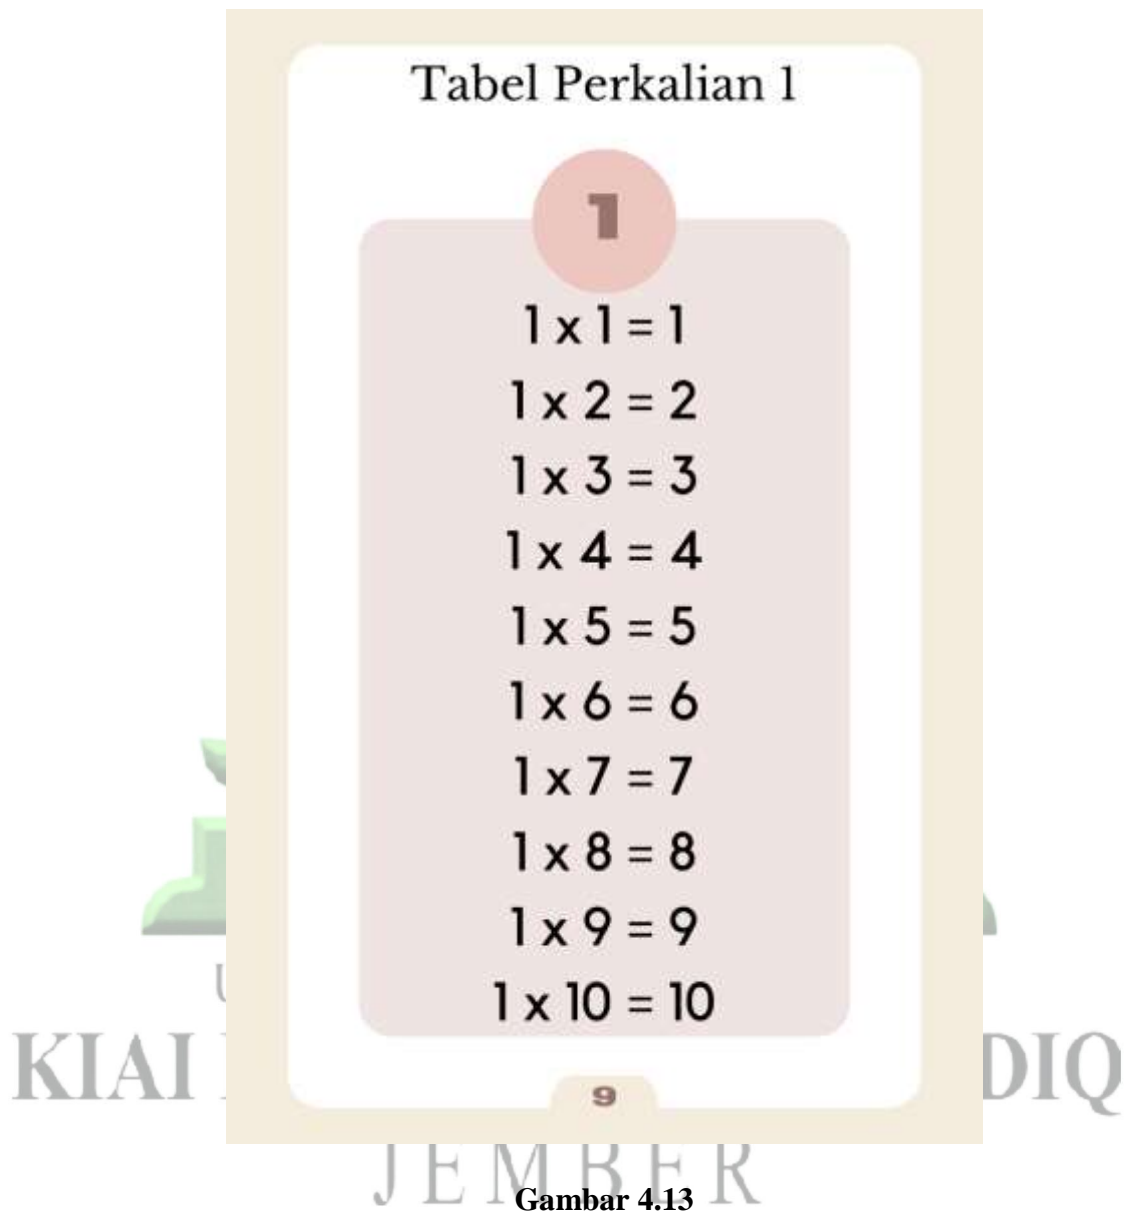 Tabel Perkalian 1
1
1 x 1 = 1
1 x 2 = 2
1 x 3 = 3
1 x 4 = 4
1 x 5 = 5
1 x 6 = 6
1 x 7 = 7
1 x 8 = 8
1 x 9 = 9
1 x 10 = 10
KIAI
9
JEMBER
Gambar 4.13